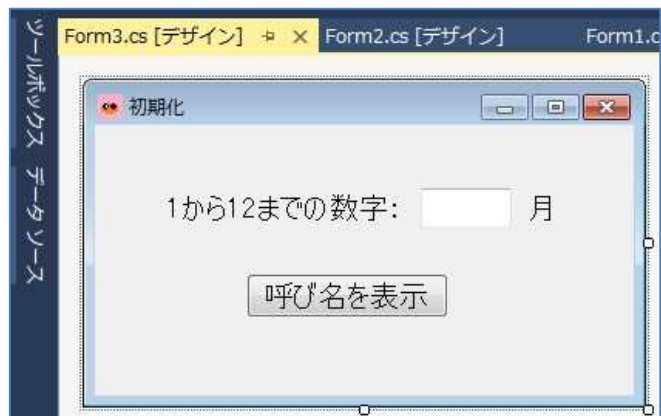 ツールボックス
データ ソース
Form3.cs [デザイン]
Form2.cs [デザイン]
Form1.c
初期化
1から12までの数字: 月
呼び名を表示